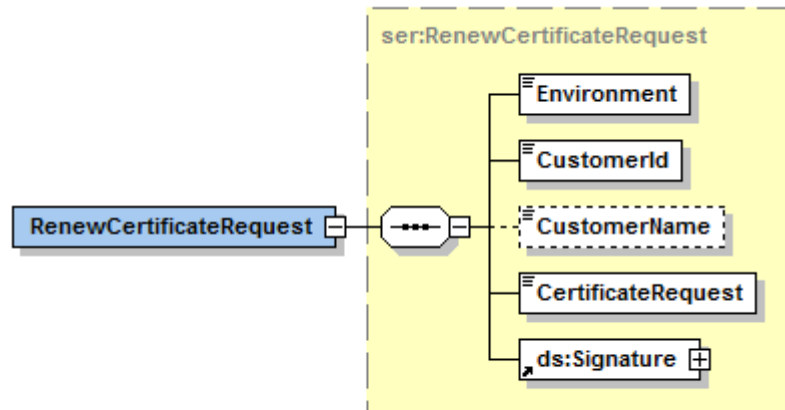 ser:RenewCertificateRequest
Environment
CustomerId
RenewCertificateRequest
CustomerName
CertificateRequest
ds:Signature